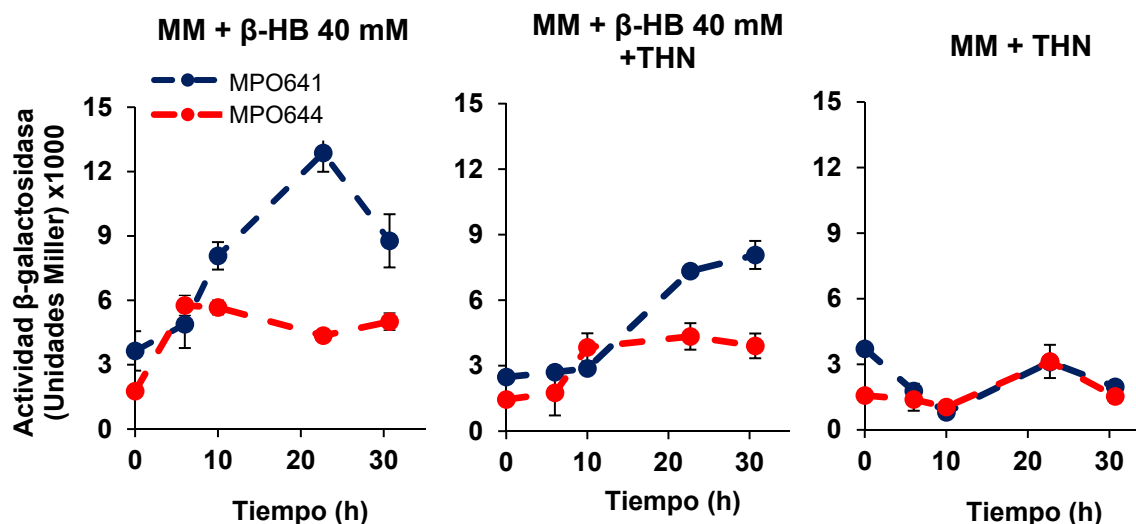 MM + β-HB 40 mM
MM + β-HB 40 mM
+THN
MM + THN
MPO641
MPO644
Actividad β-galactosidasa
(Unidades Miller) x1000
15
12
9
6
3
0
0 10 20 30
Tiempo (h)
15
12
9
6
3
0
0 10 20 30
Tiempo (h)
15
12
9
6
3
0
0 10 20 30
Tiempo (h)